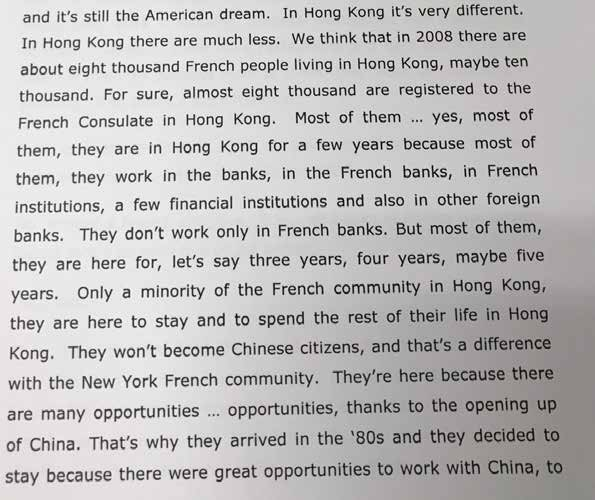 and it's still the American dream.  In Hong Kong it's very different.
In Hong Kong there are much less.  We think that in 2008 there are
about eight thousand French people living in Hong Kong, maybe ten
thousand. For sure, almost eight thousand are registered to the
French Consulate in Hong Kong.  Most of them ... yes, most of
them, they are in Hong Kong for a few years because most of
them, they work in the banks, in the French banks, in French
institutions, a few financial institutions and also in other foreign
banks.  They don't work only in French banks. But most of them,
they are here for, let's say three years, four years, maybe five
years.  Only a minority of the French community in Hong Kong,
they are here to stay and to spend the rest of their life in Hong
Kong.  They won't become Chinese citizens, and that's a difference
with the New York French community.  They're here because there
are many opportunities ... opportunities, thanks to the opening up
of China. That's why they arrived in the '80s and they decided to
stay because there were great opportunities to work with China, to